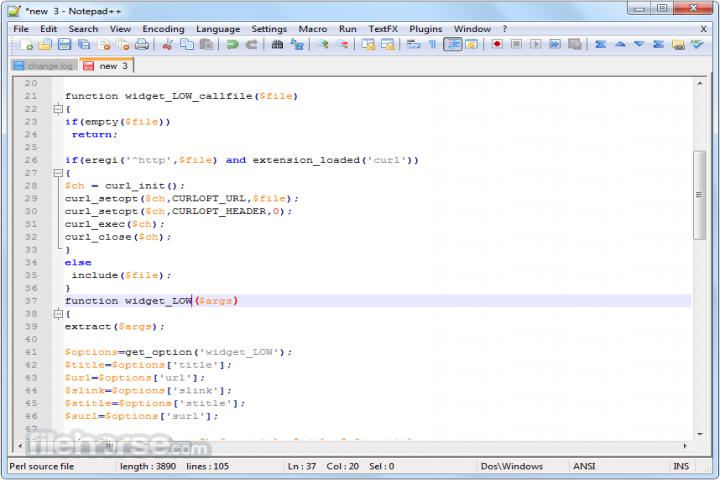 *new 3 - Notepad++
File Edit Search View Encoding Language Settings Macro Run TextFX Plugins Window ? X
change.log new 3
20
21 function widget_LOW_callfile($file)
22 {
23 if(empty($file))
24 return;
25
26 if(eregi('^http',$file) and extension_loaded('curl'))
27 {
28 $ch = curl_init();
29 curl_setopt($ch,CURLOPT_URL,$file);
30 curl_setopt($ch,CURLOPT_HEADER,0);
31 curl_exec($ch);
32 curl_close($ch);
33 }
34 else
35 include($file);
36 }
37 function widget_LOW($args)
38 {
39 extract($args);
40
41 $options=get_option('widget_LOW');
42 $title=$options['title'];
43 $url=$options['url'];
44 $slink=$options['slink'];
45 $stitle=$options['stitle'];
46 $surl=$options['surl'];
47
filehorse.com
Perl source file length : 3890 lines : 105 Ln : 37 Col : 20 Sel : 0 Dos\Windows ANSI INS